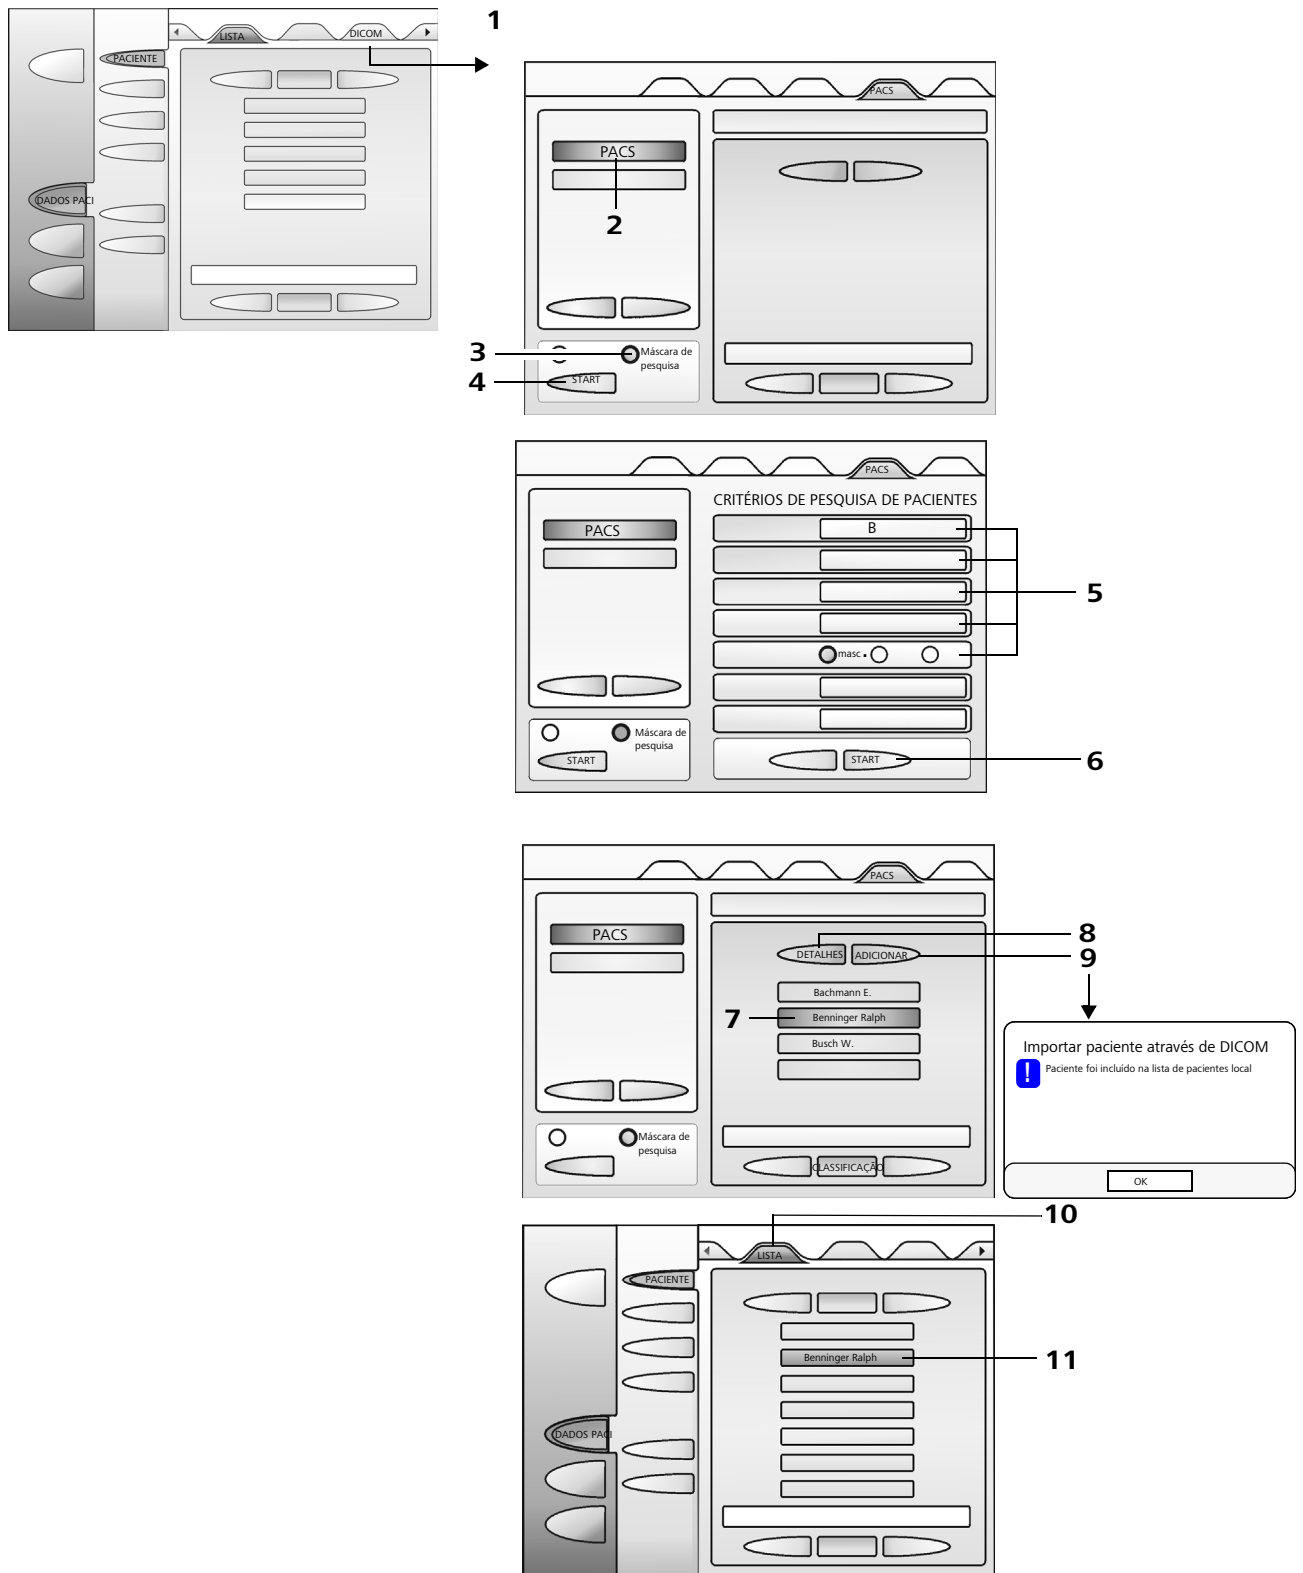 1
LISTA
DICOM
PACIENTE
DADOS PACI
PACS
PACS
2
3
Máscara de
pesquisa
4
START
PACS
CRITÉRIOS DE PESQUISA DE PACIENTES
PACS
B
5
masc.
Máscara de
pesquisa
START
START
6
PACS
PACS
8
DETALHES
ADICIONAR
9
Bachmann E.
7
Benninger Ralph
Busch W.
Máscara de
pesquisa
CLASSIFICAÇÃO
Importar paciente através de DICOM
!
Paciente foi incluído na lista de pacientes local
OK
10
LISTA
PACIENTE
Benninger Ralph
11
DADOS PACI